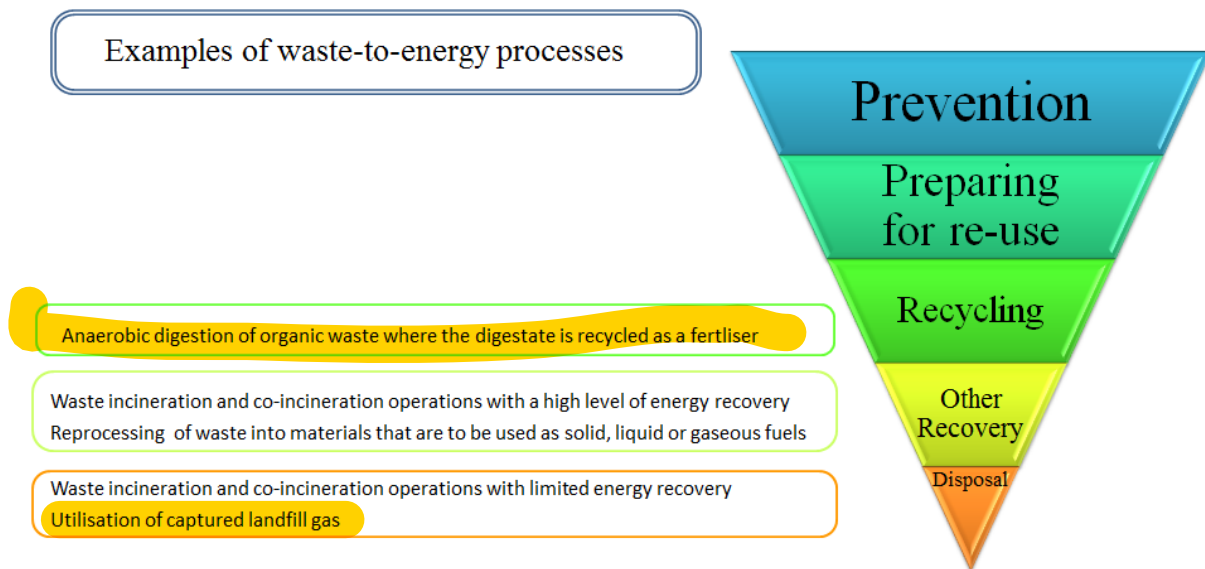 Examples of waste-to-energy processes
Prevention
Preparing
for re-use
Recycling
Anaerobic digestion of organic waste where the digestate is recycled as a fertliser
Other
Recovery
Waste incineration and co-incineration operations with a high level of energy recovery
Reprocessing of waste into materials that are to be used as solid, liquid or gaseous fuels
Disposal
Waste incineration and co-incineration operations with limited energy recovery
Utilisation of captured landfill gas